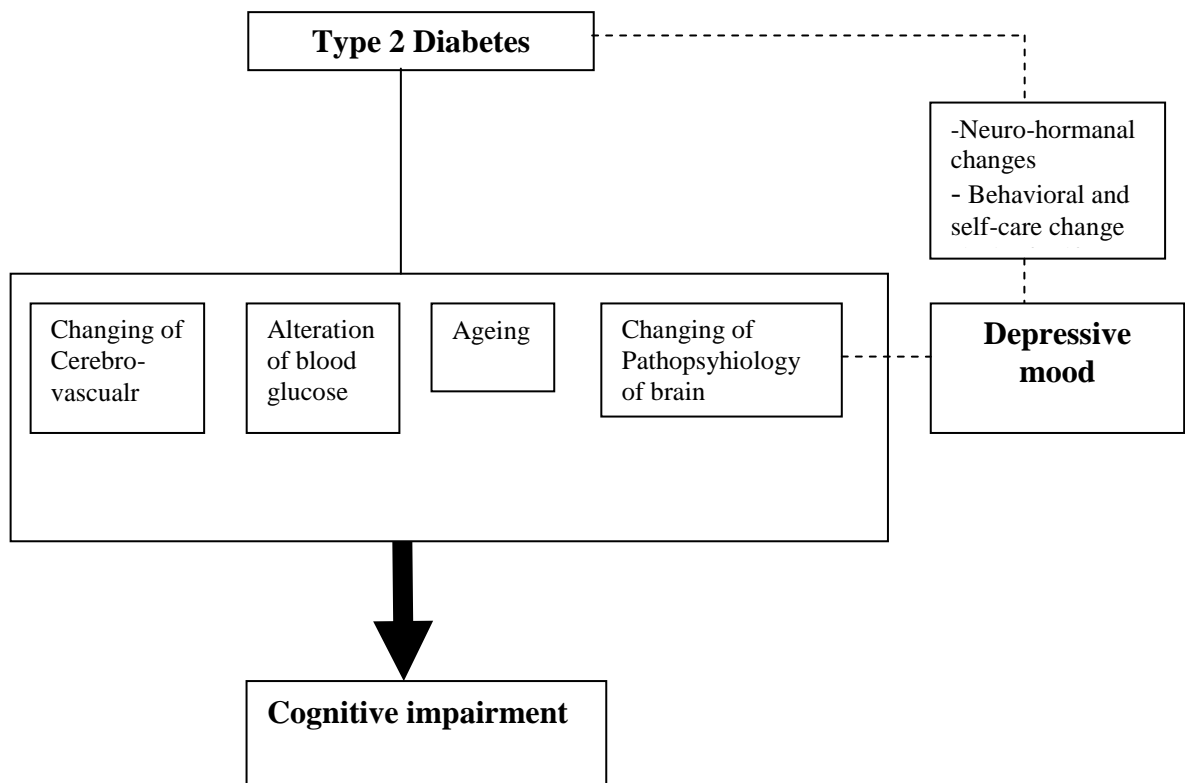 Type 2 Diabetes
-Neuro-hormanal
changes
- Behavioral and
self-care change
Changing of
Cerebro-
vascualr
Alteration
of blood
glucose
Ageing
Changing of
Pathopsyhiology
of brain
Depressive
mood
Cognitive impairment